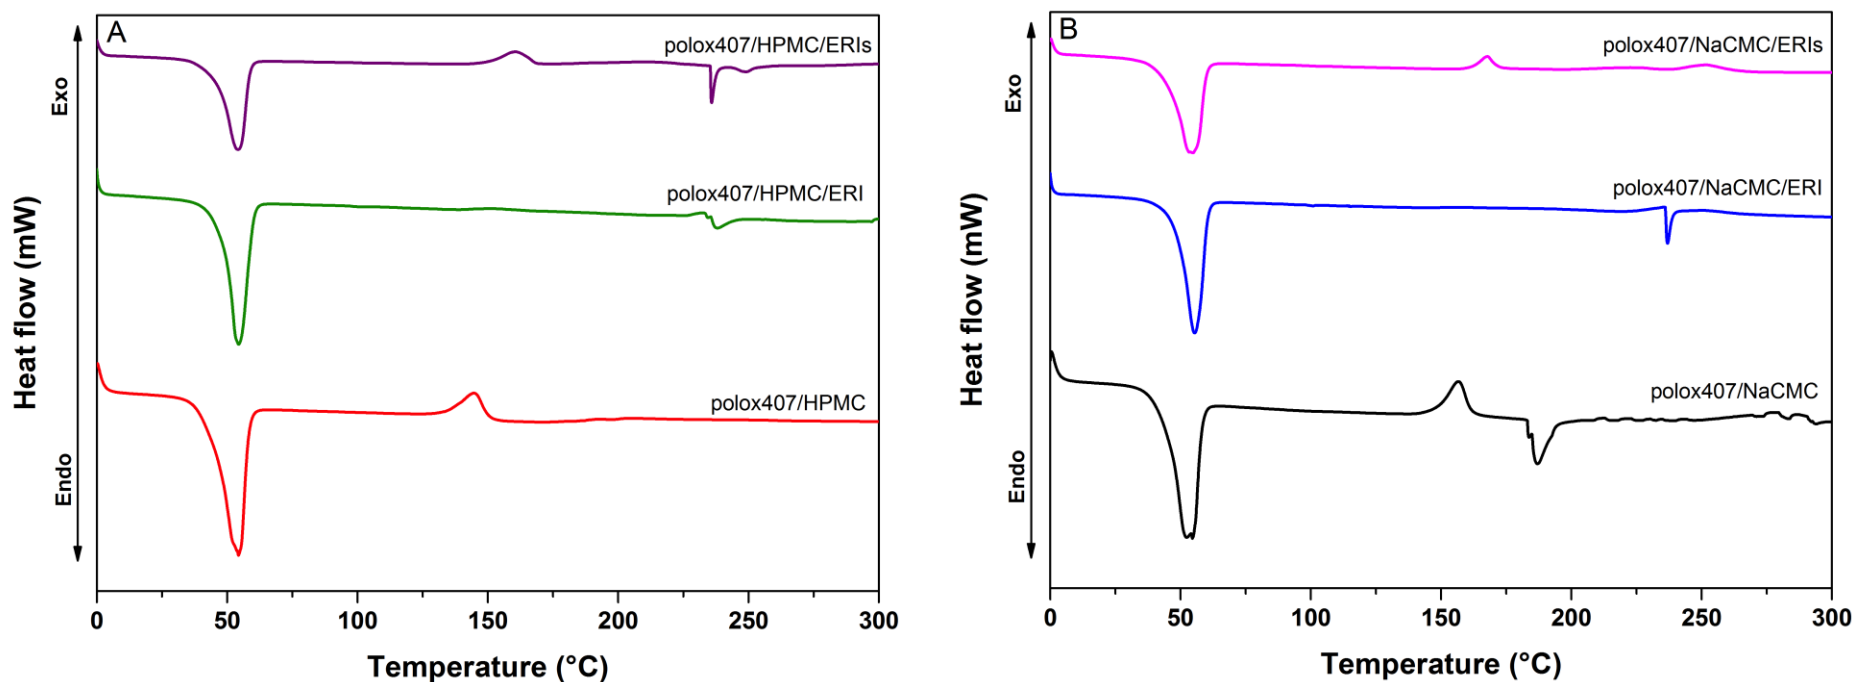 A
polox407/HPMC/ERIs
Exo
polox407/HPMC/ERI
Heat flow (mW)
polox407/HPMC
Endo
0 50 100 150 200 250 300
Temperature (°C)
B
polox407/NaCMC/ERIs
Exo
polox407/NaCMC/ERI
Heat flow (mW)
polox407/NaCMC
Endo
0 50 100 150 200 250 300
Temperature (°C)